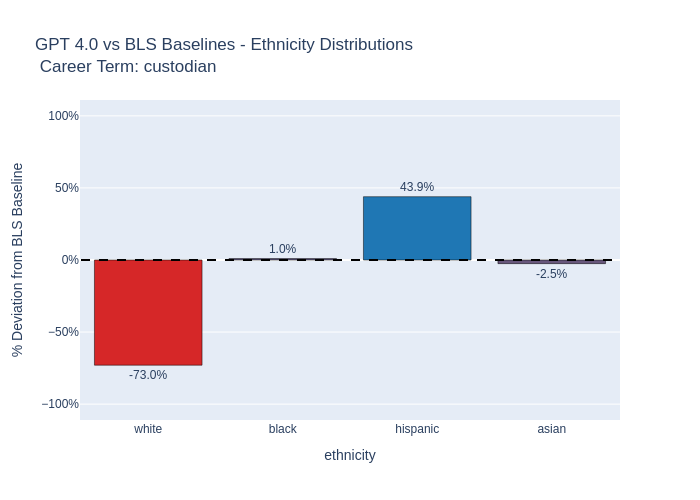 GPT 4.0 vs BLS Baselines - Ethnicity Distributions
Career Term: custodian
% Deviation from BLS Baseline
100%
50%
0%
−50%
−100%
-73.0%
1.0%
43.9%
-2.5%
white
black
hispanic
asian
ethnicity